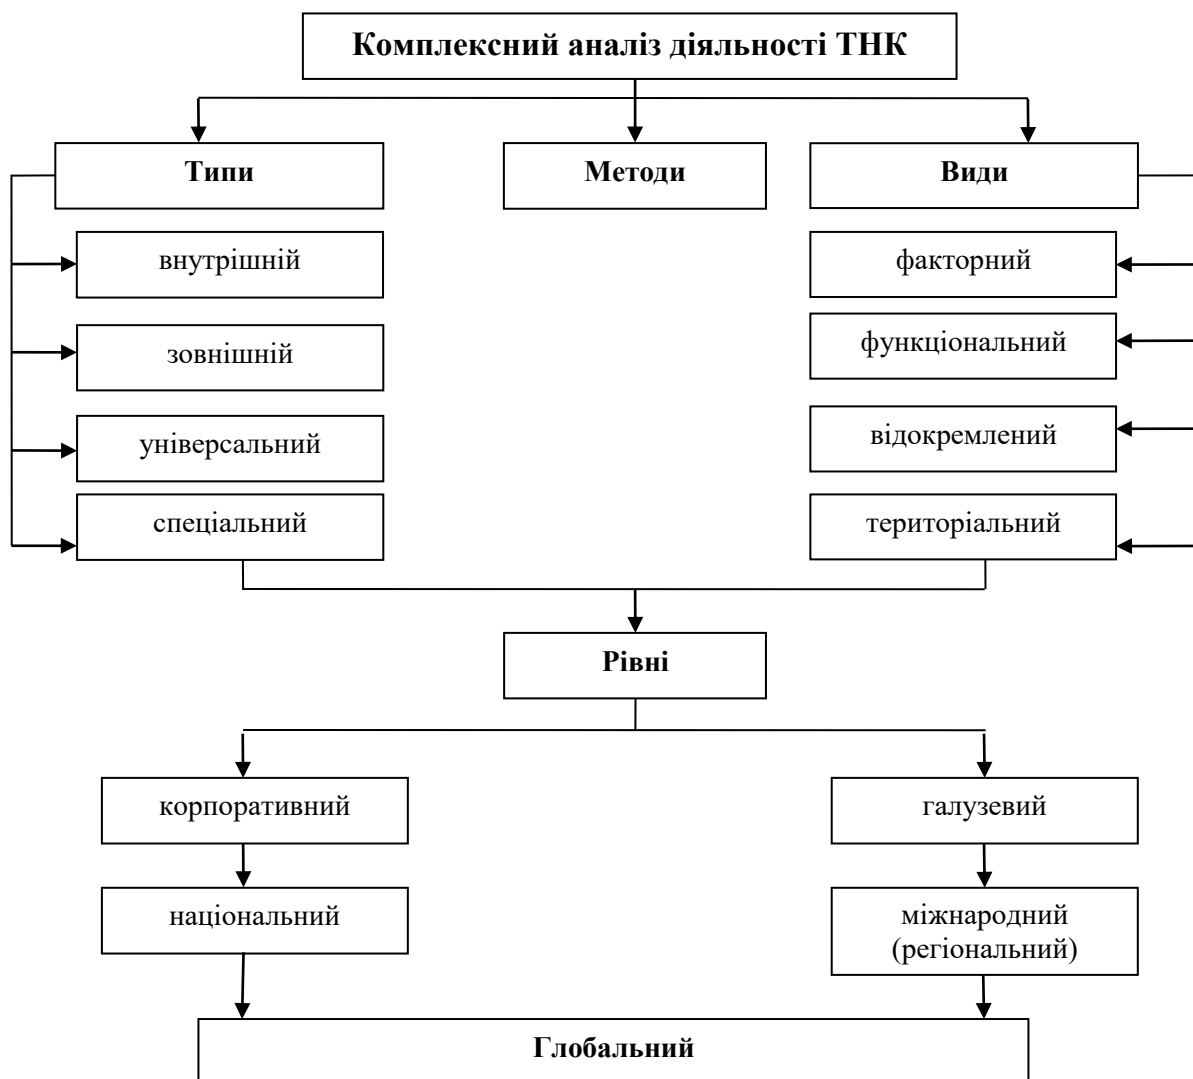 Комплексний аналіз діяльності ТНК
Типи
Методи
Види
внутрішній
факторний
зовнішній
функціональний
універсальний
відокремлений
спеціальний
територіальний
Рівні
корпоративний
галузевий
національний
міжнародний
(регіональний)
Глобальний